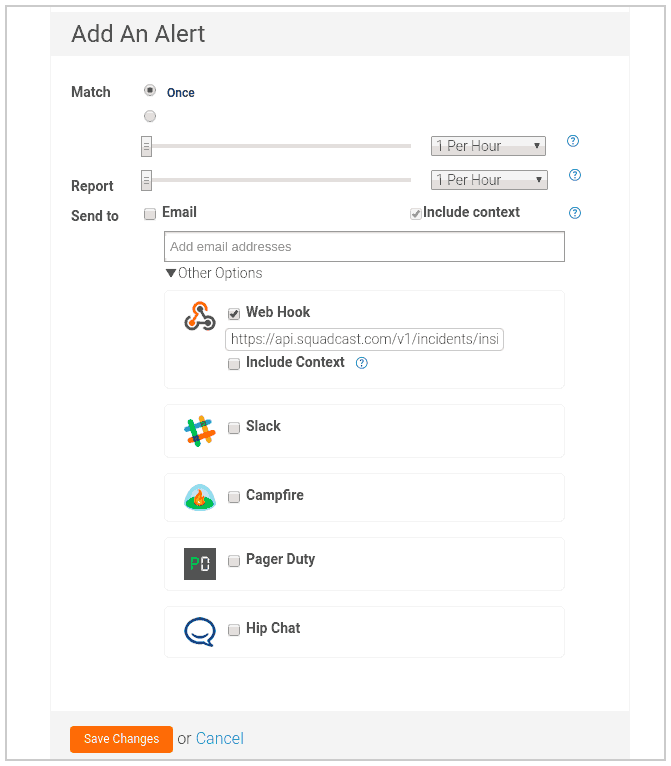 Add An Alert
Match
Once
1 Per Hour
Report
1 Per Hour
Send to
Email
Include context
Add email addresses
▼Other Options
Web Hook
https://api.squadcast.com/v1/incidents/insi
Include Context
Slack
Campfire
PD
Pager Duty
Hip Chat
Save Changes or Cancel